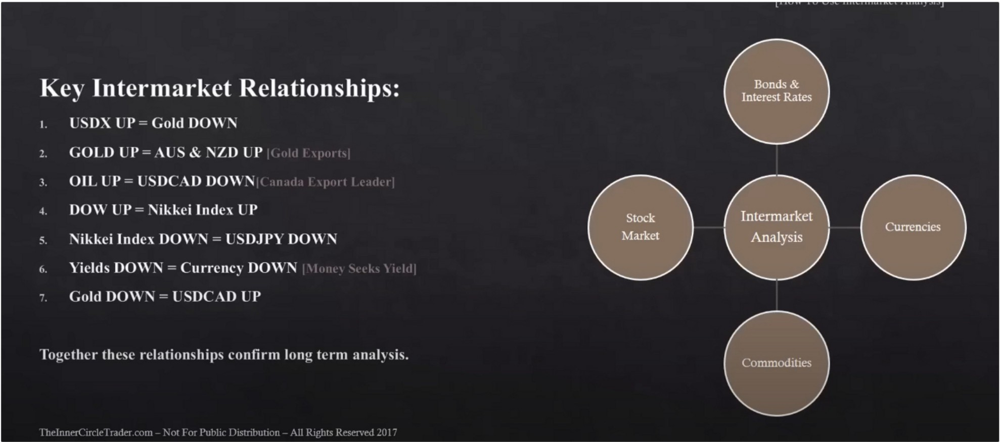 [How To Use Intermarket Analysis]
Key Intermarket Relationships:
1. USDX UP = Gold DOWN
2. GOLD UP = AUS & NZD UP [Gold Exports]
3. OIL UP = USDCAD DOWN[Canada Export Leader]
4. DOW UP = Nikkei Index UP
5. Nikkei Index DOWN = USDJPY DOWN
6. Yields DOWN = Currency DOWN [Money Seeks Yield]
7. Gold DOWN = USDCAD UP
Together these relationships confirm long term analysis.
Bonds &
Interest Rates
Stock
Market
Intermarket
Analysis
Currencies
Commodities
TheInnerCircleTrader.com – Not For Public Distribution – All Rights Reserved 2017